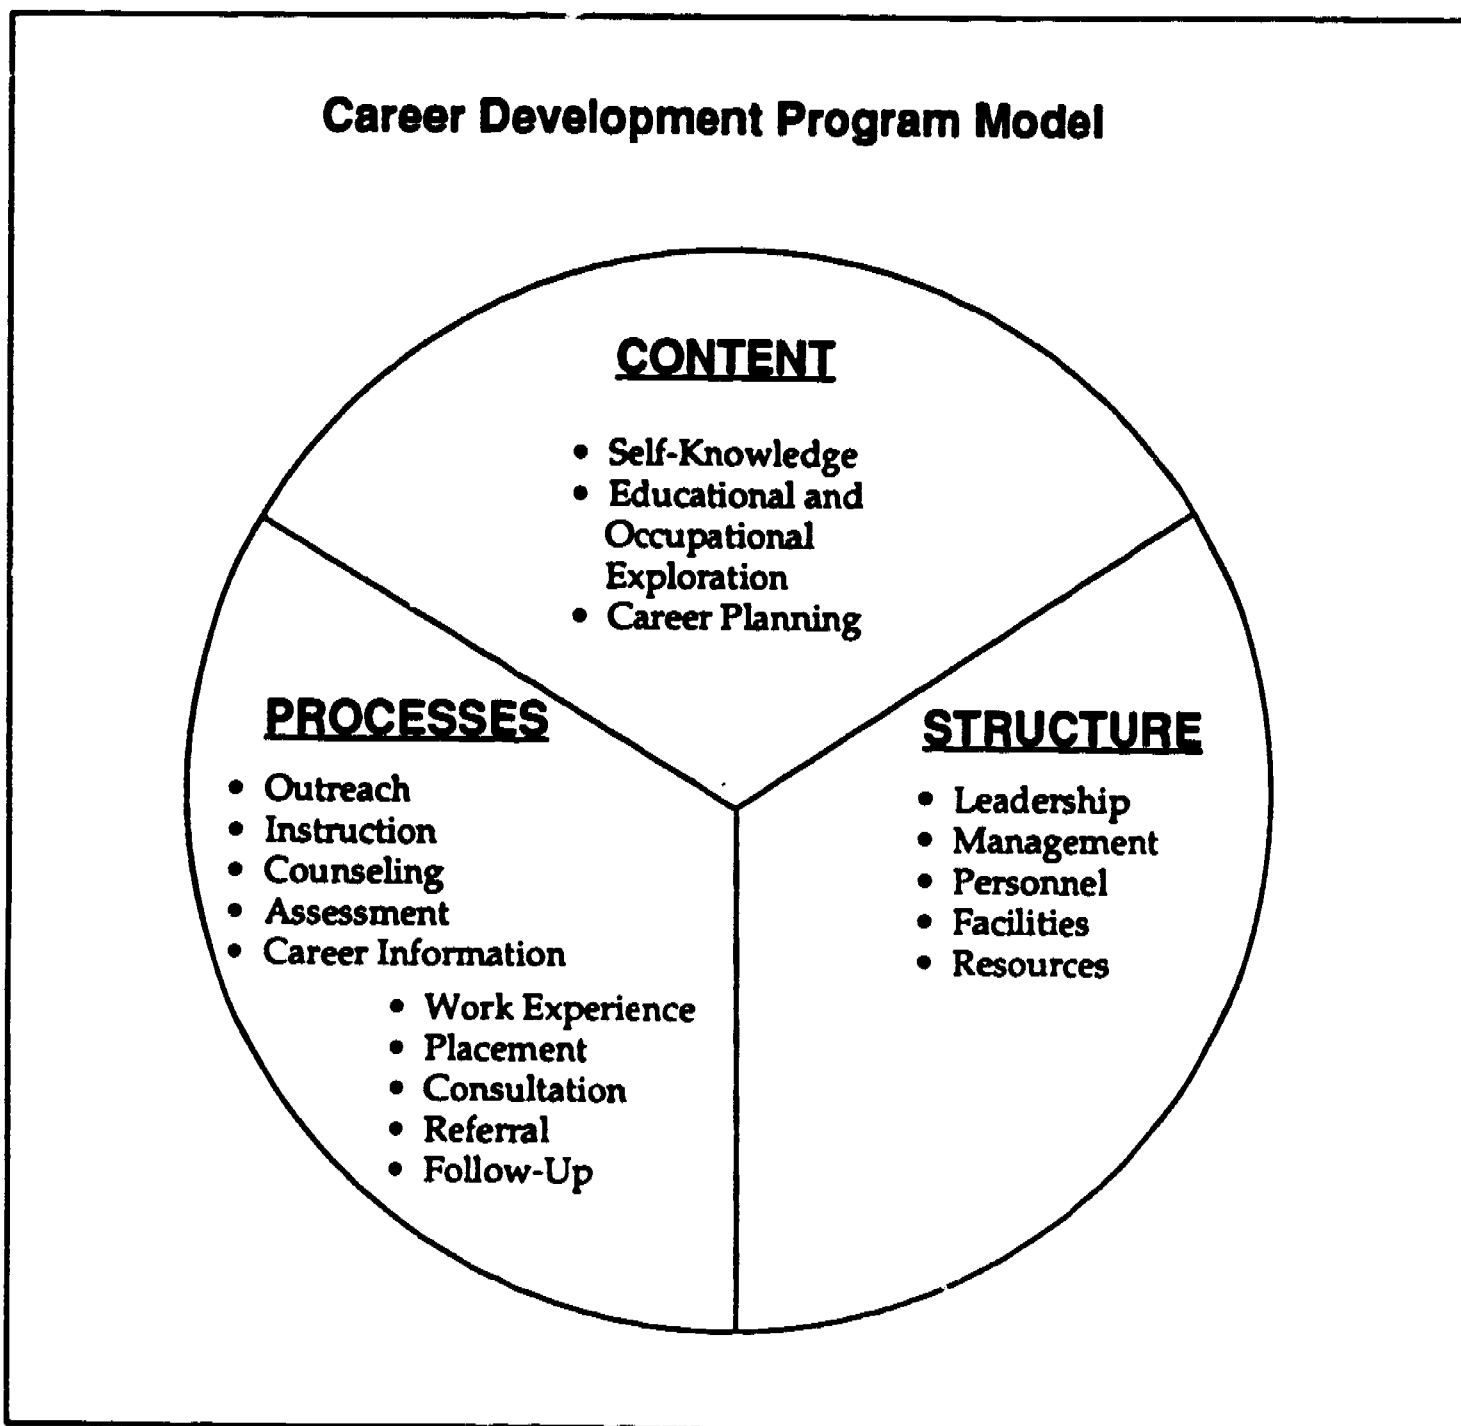 Career Development Program Model
CONTENT
• Self-Knowledge
• Educational and
Occupational
Exploration
• Career Planning
PROCESSES
• Outreach
• Instruction
• Counseling
• Assessment
• Career Information
• Work Experience
• Placement
• Consultation
• Referral
• Follow-Up
STRUCTURE
• Leadership
• Management
• Personnel
• Facilities
• Resources